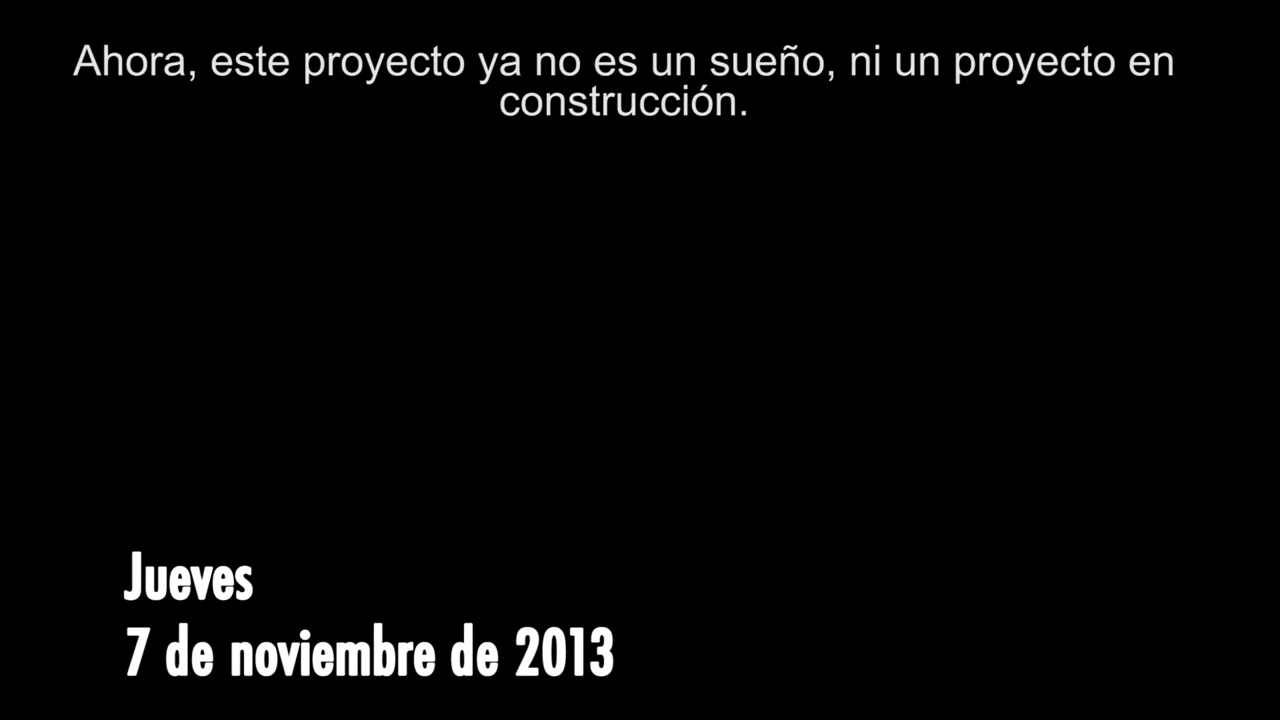 Ahora, este proyecto ya no es un sueño, ni un proyecto en
construcción.
Jueves
7 de noviembre de 2013